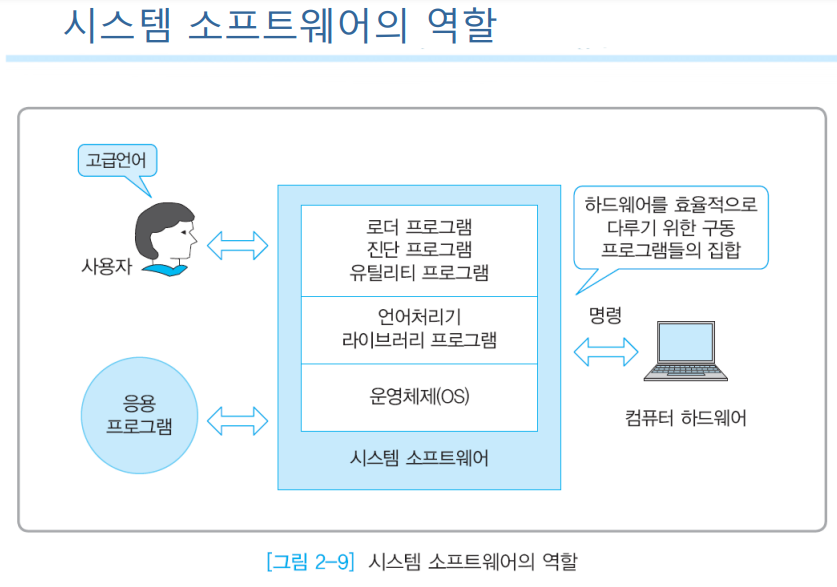 시스템 소프트웨어의 역할
고급언어
사용자
응용
프로그램
로더 프로그램
진단 프로그램
유틸리티 프로그램
언어처리기
라이브러리 프로그램
운영체제(OS)
시스템 소프트웨어
하드웨어를 효율적으로
다루기 위한 구동
프로그램들의 집합
명령
컴퓨터 하드웨어
[그림 2-9] 시스템 소프트웨어의 역할